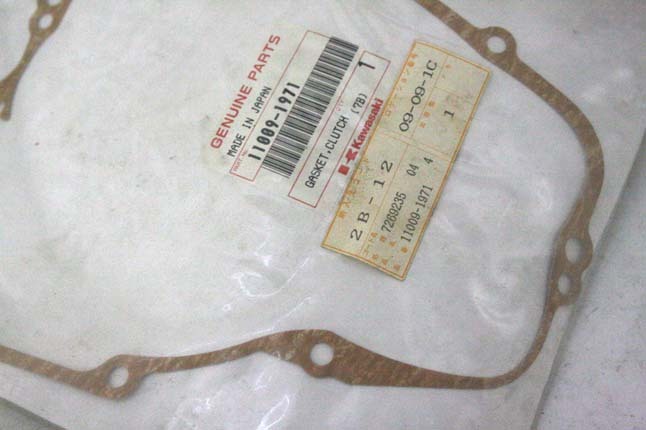 GENUINE PARTS
MADE IN JAPAN
11009-1971
GASKET,CLUTCH (7B)
1
Kawasaki
09-09-1C
1
2B-12
7269235 04 4
11009-1971